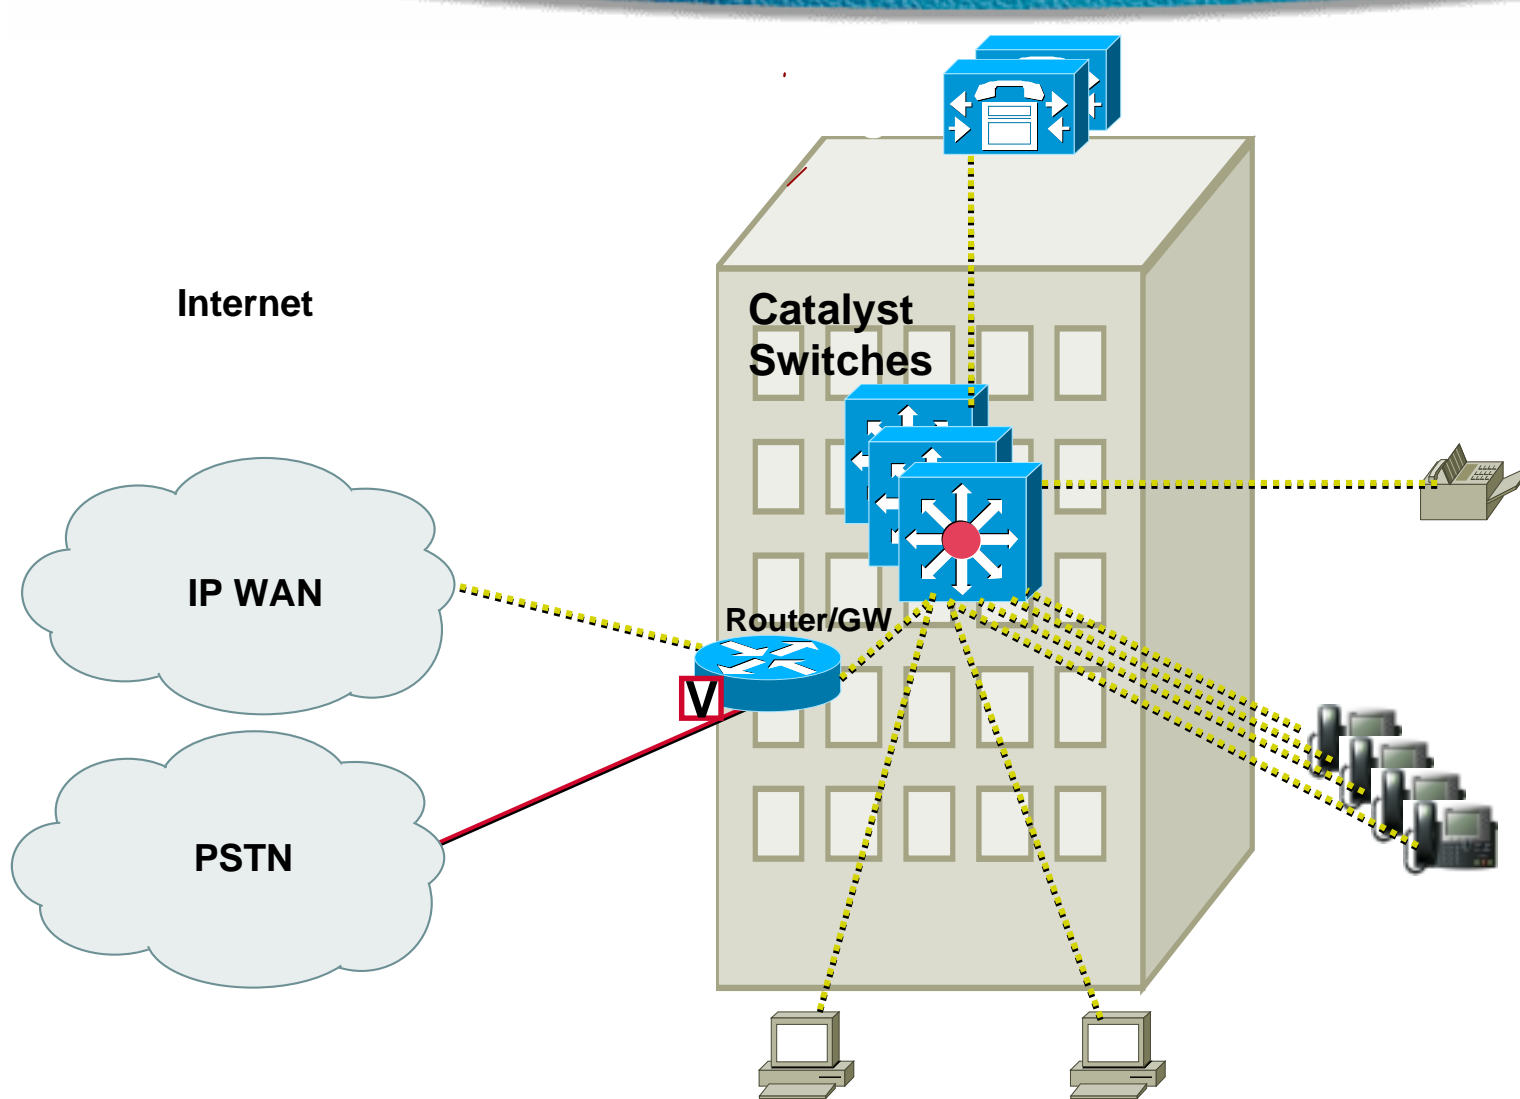 Internet
Catalyst
Switches
IP WAN
Router/GW
V
PSTN